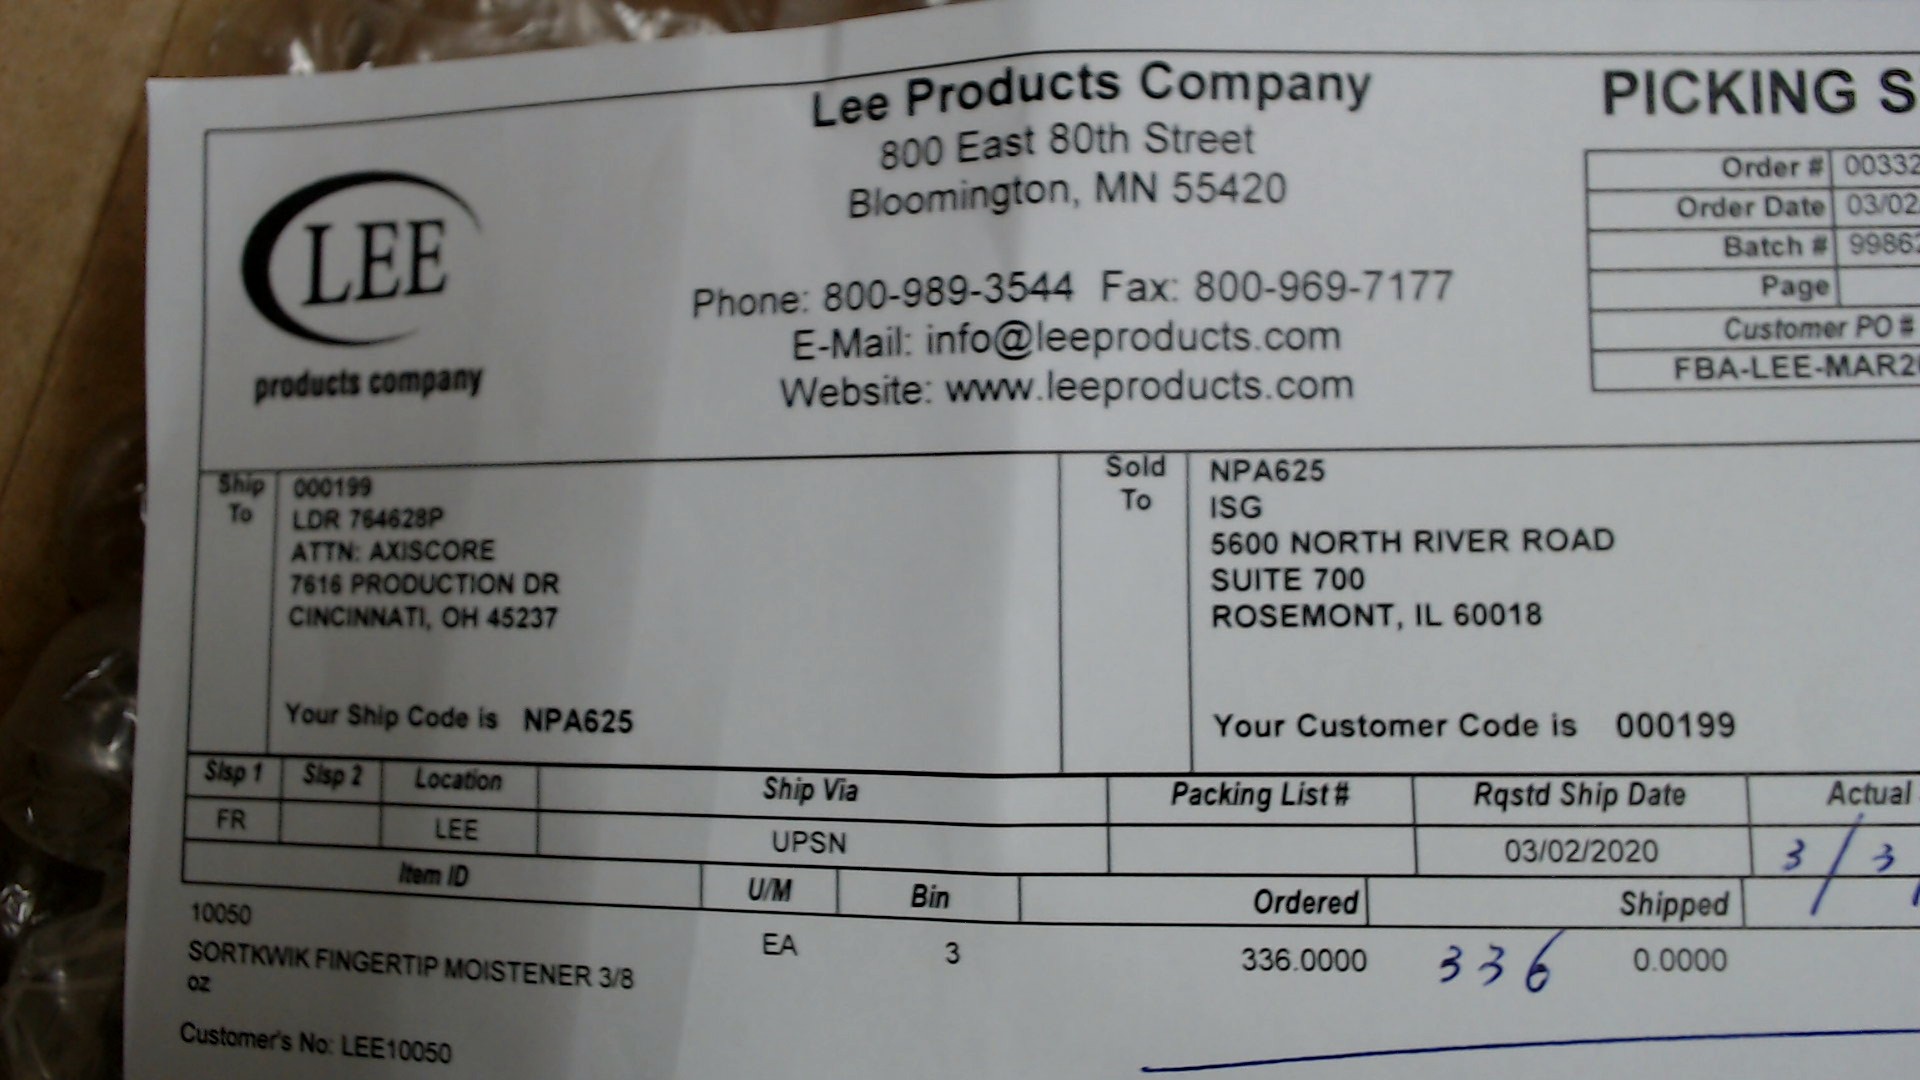 Lee Products Company
800 East 80th Street
Bloomington, MN 55420
Phone: 800-989-3544 Fax: 800-969-7177
E-Mail: info@leeproducts.com
Website: www.leeproducts.com
LEE
products company
PICKING S
Order # 00332
Order Date 03/02
Batch # 9986
Page
Customer PO #
FBA-LEE-MAR2
Ship To
000199
LDR 764628P
ATTN: AXISCORE
7616 PRODUCTION DR
CINCINNATI, OH 45237
Your Ship Code is NPA625
Sold To
NPA625
ISG
5600 NORTH RIVER ROAD
SUITE 700
ROSEMONT, IL 60018
Your Customer Code is 000199
Slsp 1 Slsp 2 Location Ship Via Packing List # Rqstd Ship Date Actual
FR LEE UPSN 03/02/2020 3/3
Item ID U/M Bin Ordered Shipped
10050 EA 3 336.0000 336 0.0000
SORTKWIK FINGERTIP MOISTENER 3/8
oz
Customer's No: LEE10050